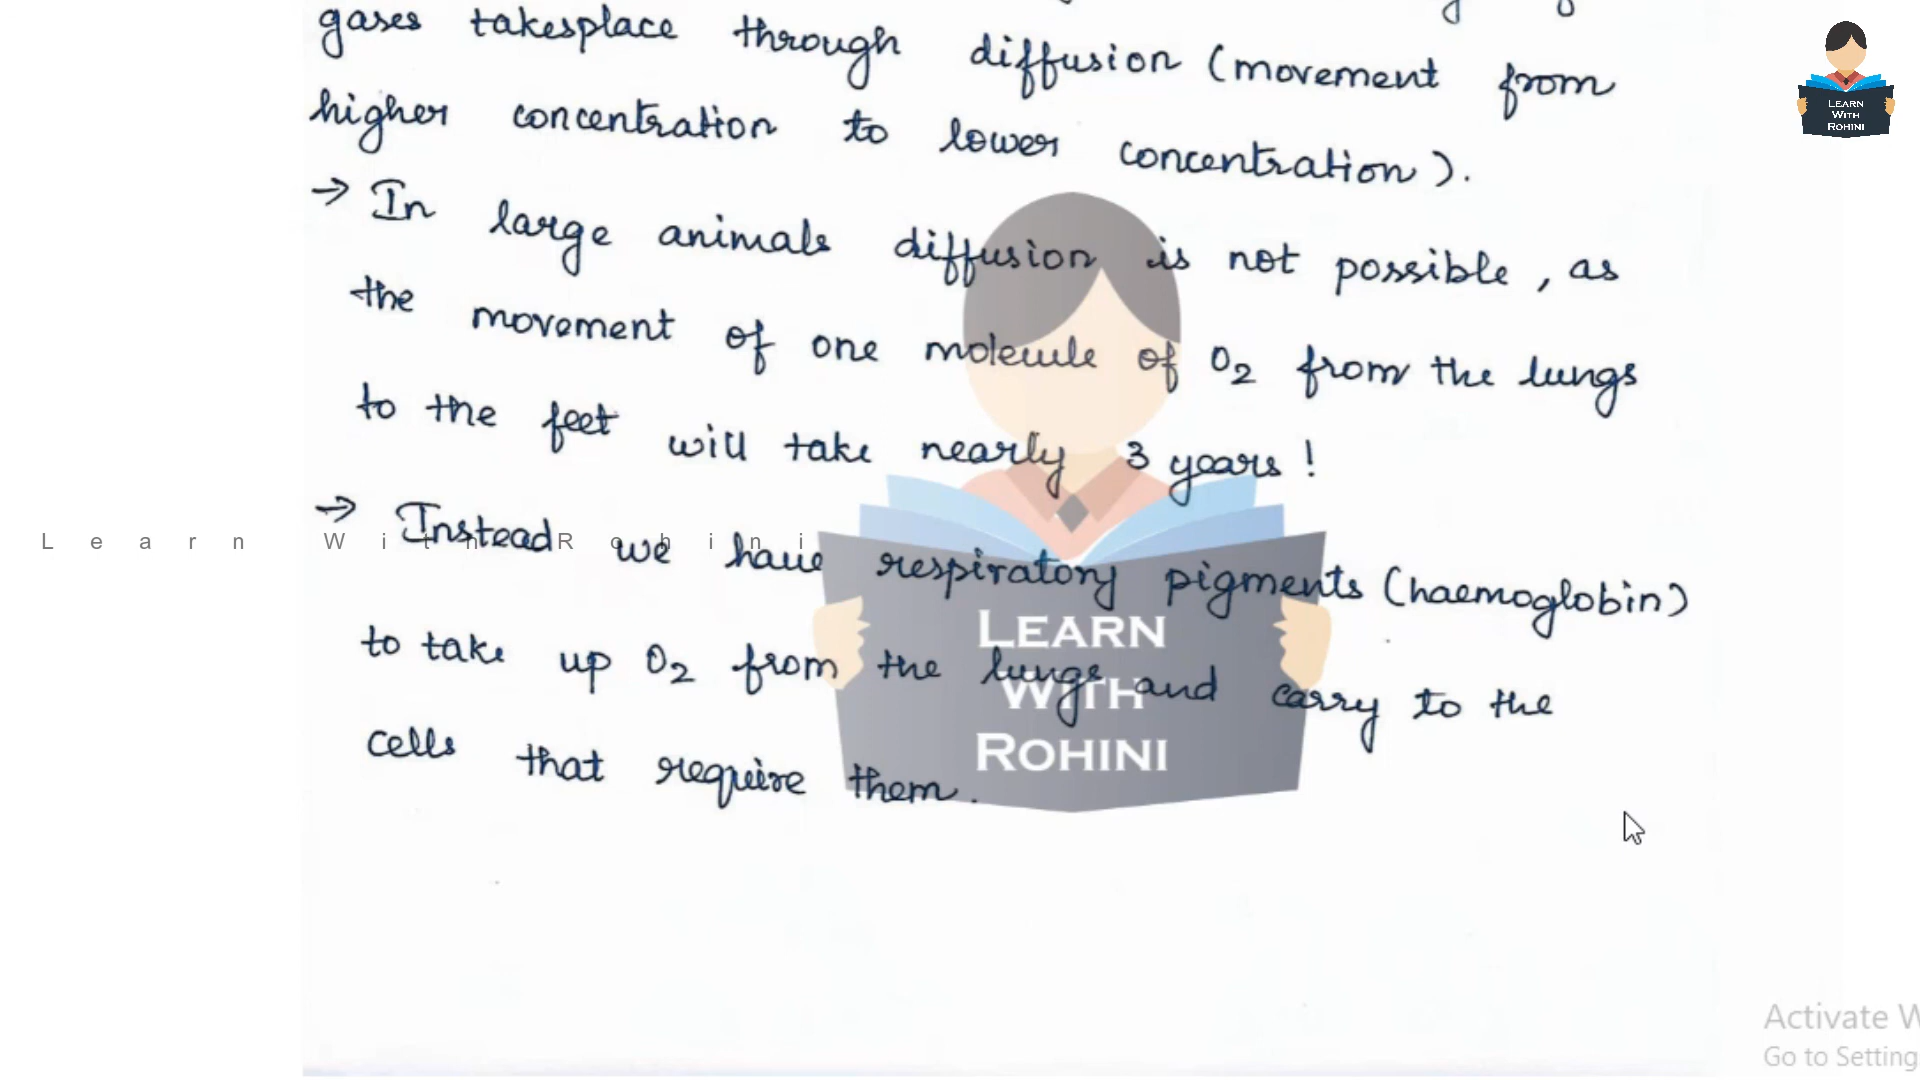 gases takesplace through diffusion (movement from
higher concentration to lower concentration).
→ In large animals diffusion is not possible, as
the movement of one molecule of O2 from the lungs
to the feet will take nearly 3 years!
→ Instead we have respiratory pigments (haemoglobin)
to take up O2 from the lungs and carry to the
cells that require them.
LEARN
WITH
ROHINI
Learn With Rohini
LEARN
WITH
ROHINI
Activate W
Go to Setting